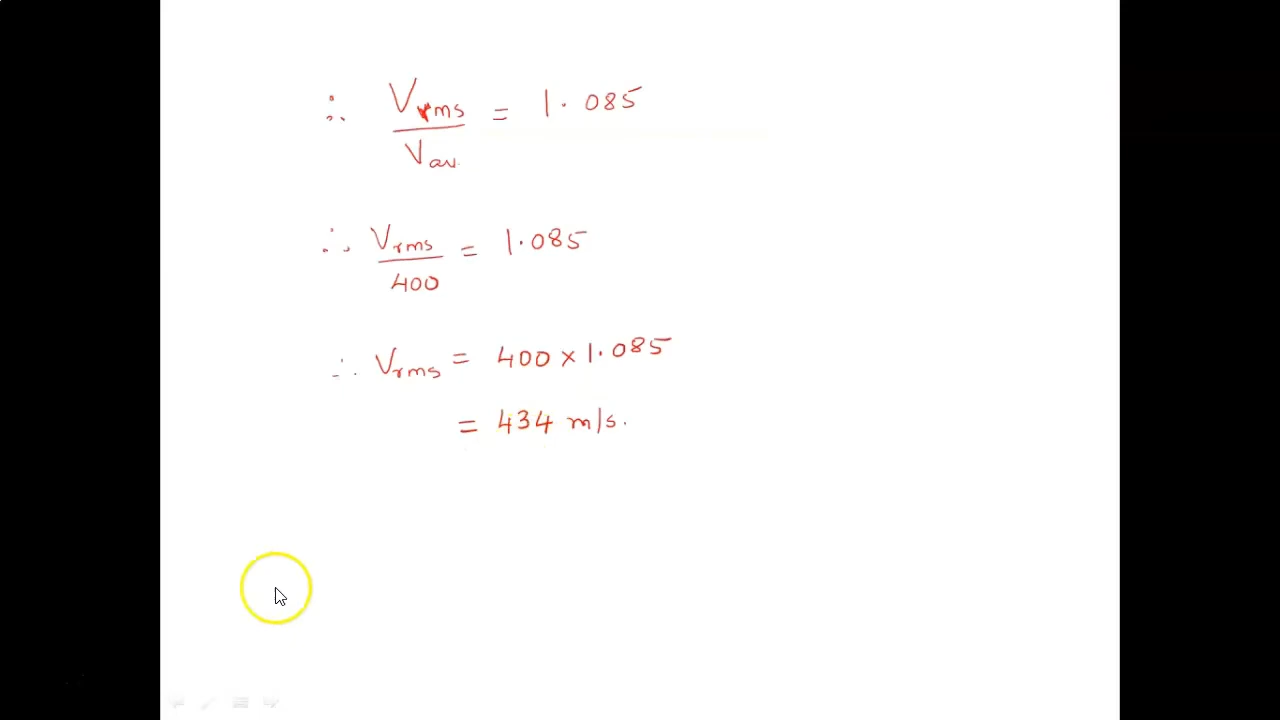 ∴ Vrms / Vav = 1.085
∴ Vrms / 400 = 1.085
∴ Vrms = 400 × 1.085
= 434 m/s.